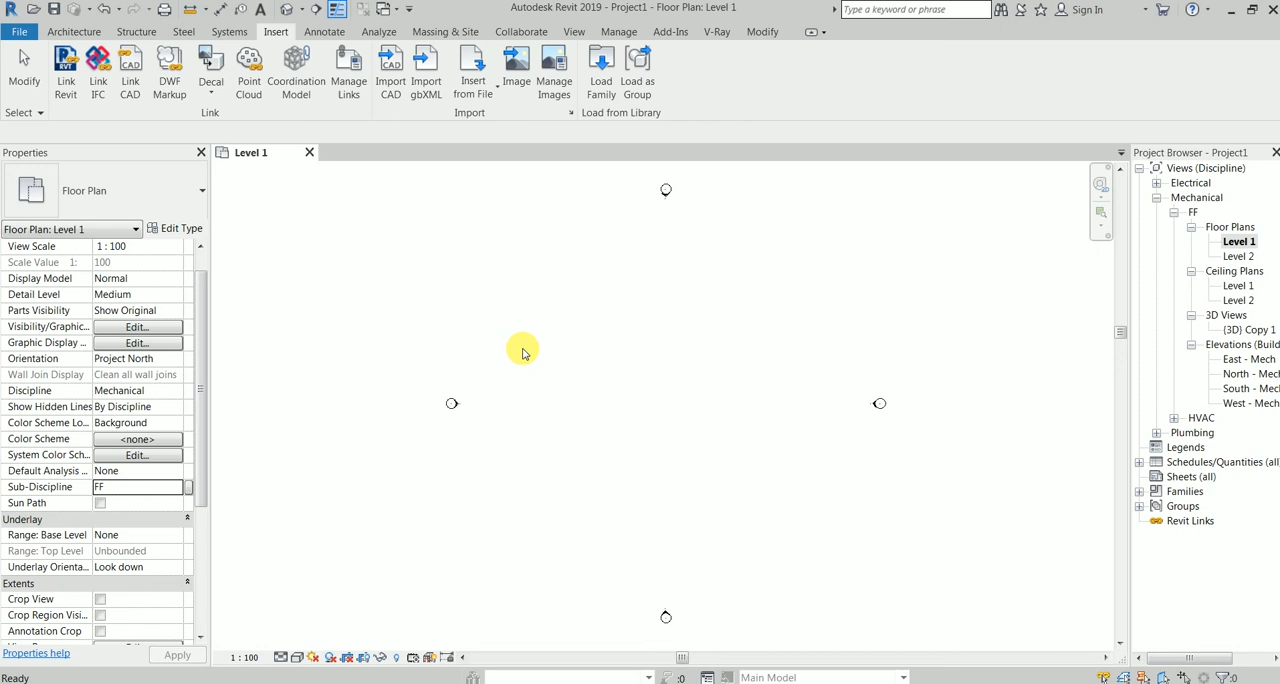 Autodesk Revit 2019 - Project1 - Floor Plan: Level 1
Type a keyword or phrase
Sign In
File Architecture Structure Steel Systems Insert Annotate Analyze Massing & Site Collaborate View Manage Add-Ins V-Ray Modify
Modify
Link Revit
Link IFC
Link CAD
DWF Markup
Decal
Point Cloud
Coordination Model
Manage Links
Import CAD
Import gbXML
Insert from File
Image
Manage Images
Load Family
Load as Group
Select
Link
Import
Load from Library
Properties
Level 1
Floor Plan
Floor Plan: Level 1 Edit Type
View Scale 1 : 100
Scale Value 1: 100
Display Model Normal
Detail Level Medium
Parts Visibility Show Original
Visibility/Graphic... Edit...
Graphic Display ... Edit...
Orientation Project North
Wall Join Display Clean all wall joins
Discipline Mechanical
Show Hidden Lines By Discipline
Color Scheme Lo... Background
Color Scheme <none>
System Color Sch... Edit...
Default Analysis ... None
Sub-Discipline FF
Sun Path
Underlay
Range: Base Level None
Range: Top Level Unbounded
Underlay Orienta... Look down
Extents
Crop View
Crop Region Visi...
Annotation Crop
Properties help Apply
Project Browser - Project1
Views (Discipline)
Electrical
Mechanical
FF
Floor Plans
Level 1
Level 2
Ceiling Plans
Level 1
Level 2
3D Views
{3D} Copy 1
Elevations (Build
East - Mech
North - Mech
South - Mech
West - Mech
HVAC
Plumbing
Legends
Schedules/Quantities (all
Sheets (all)
Families
Groups
Revit Links
1 : 100
Ready
:0
Main Model
:0